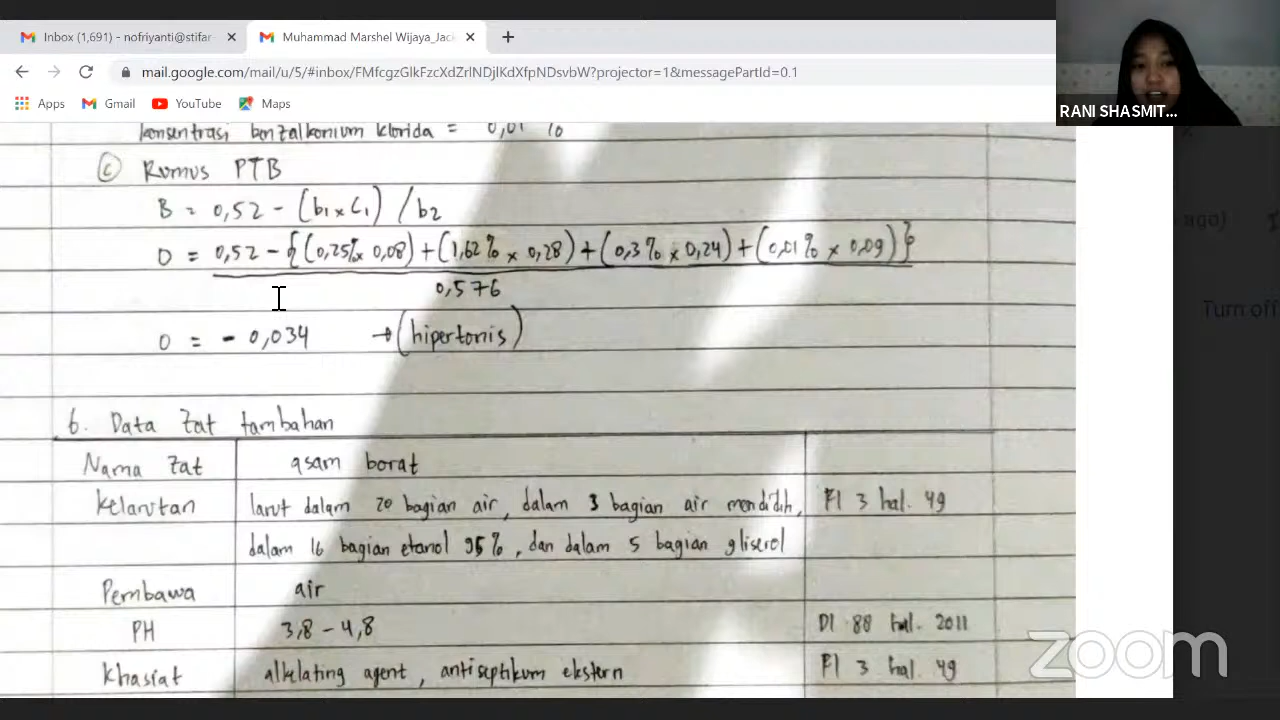 Inbox (1,691) - nofriyanti@stifar
Muhammad Marshel Wijaya_Jac
mail.google.com/mail/u/5/#inbox/FMfcgzGlkFzcXdZrlNDjlKdXfpNDsvbW?projector=1&messagePartId=0.1
Apps Gmail YouTube Maps
RANI SHASMIT...
konsentrasi benzalkonium klorida = 0,01 %
c Rumus PTB
B = 0,52 - (b1 x C1) / b2
0 = 0,52 - {(0,25% x 0,08) + (1,62% x 0,28) + (0,3% x 0,24) + (0,01% x 0,09)}
0,576
0 = - 0,034 → (hipertonis)
ago)
Turn off
6. Data Zat tambahan
Nama Zat asam borat
Kelarutan larut dalam 20 bagian air, dalam 3 bagian air mendidih, FI 3 hal. 49
dalam 16 bagian etanol 95%, dan dalam 5 bagian gliserol
Pembawa air
PH 3,8 - 4,8 DI 88 hal. 2011
Khasiat alkelating agent, antiseptikum ekstern FI 3 hal. 49
zoom